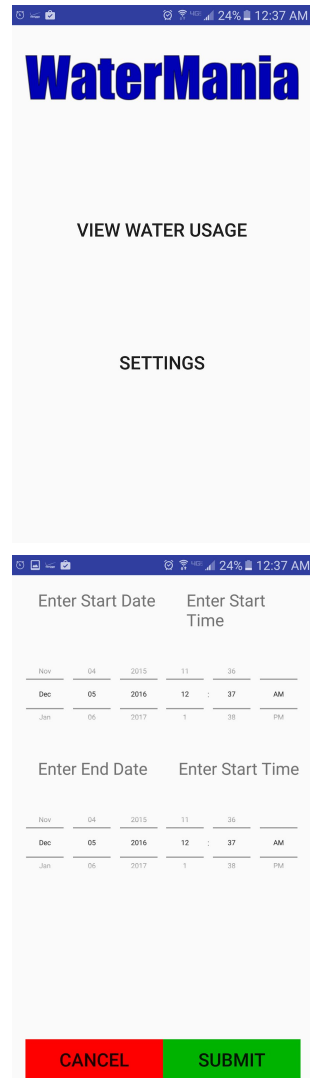 24% 12:37 AM
WaterMania
VIEW WATER USAGE
SETTINGS
24% 12:37 AM
Enter Start Date Enter Start
Time
Nov 04 2015 11 36
Dec 05 2016 12 : 37 AM
Jan 06 2017 1 38 PM
Enter End Date Enter Start Time
Nov 04 2015 11 36
Dec 05 2016 12 : 37 AM
Jan 06 2017 1 38 PM
CANCEL SUBMIT